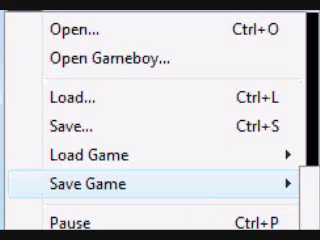 Open... Ctrl+O
Open Gameboy...
Load... Ctrl+L
Save... Ctrl+S
Load Game
Save Game
Pause Ctrl+P